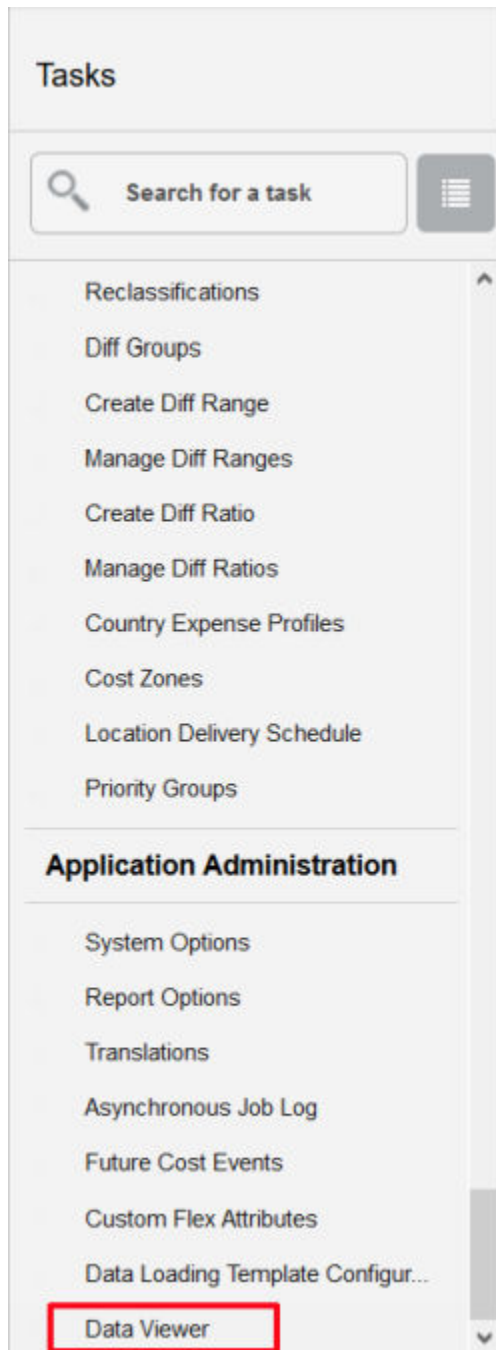 Tasks
Search for a task
Reclassifications
Diff Groups
Create Diff Range
Manage Diff Ranges
Create Diff Ratio
Manage Diff Ratios
Country Expense Profiles
Cost Zones
Location Delivery Schedule
Priority Groups
Application Administration
System Options
Report Options
Translations
Asynchronous Job Log
Future Cost Events
Custom Flex Attributes
Data Loading Template Configur...
Data Viewer